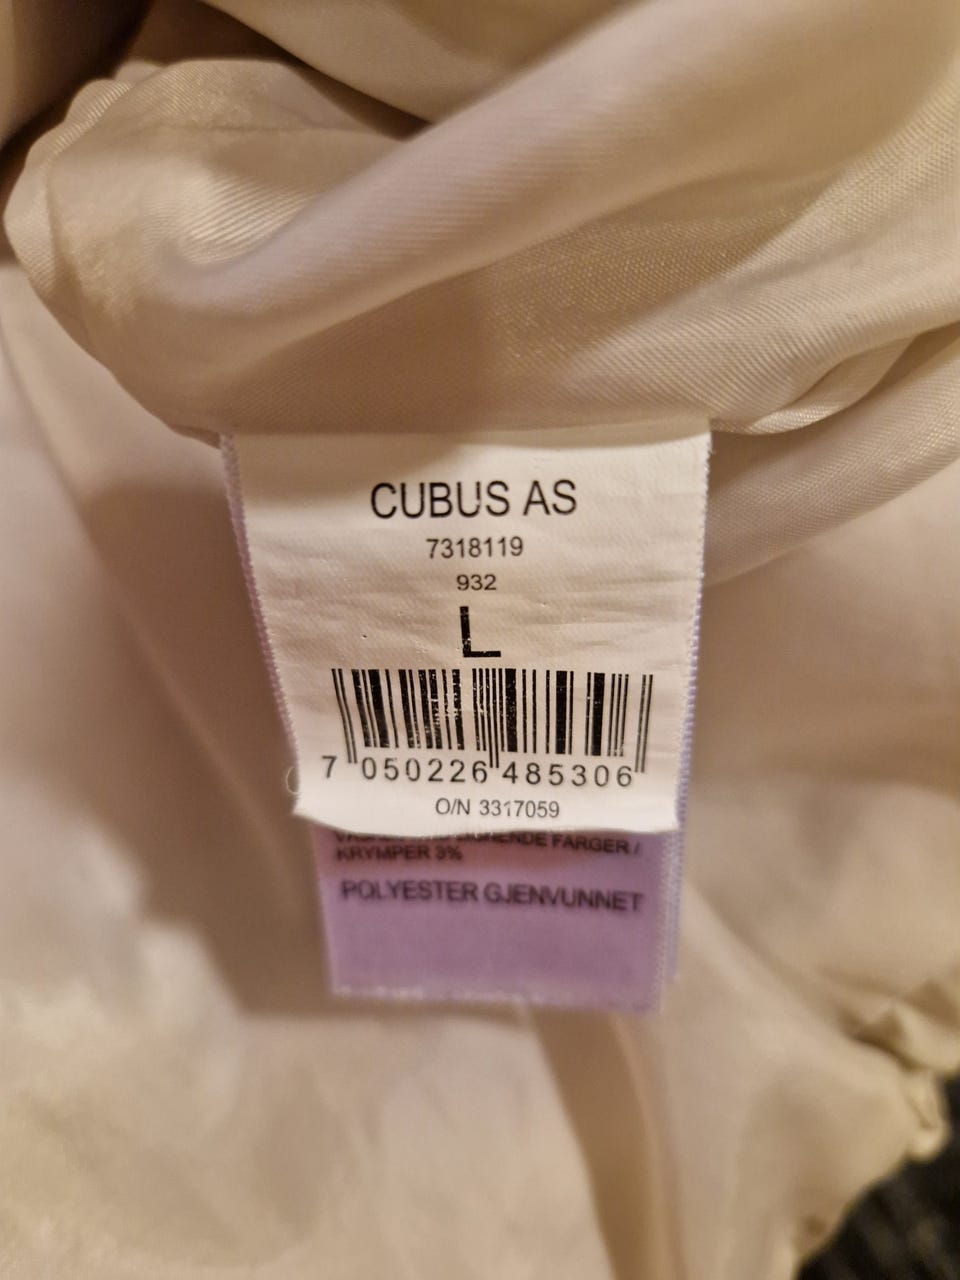 CUBUS AS
7318119
932
L
7 050226 485306
O/N 3317059
FARGER /
KRYMPER 3%
POLYESTER GJENVUNNET